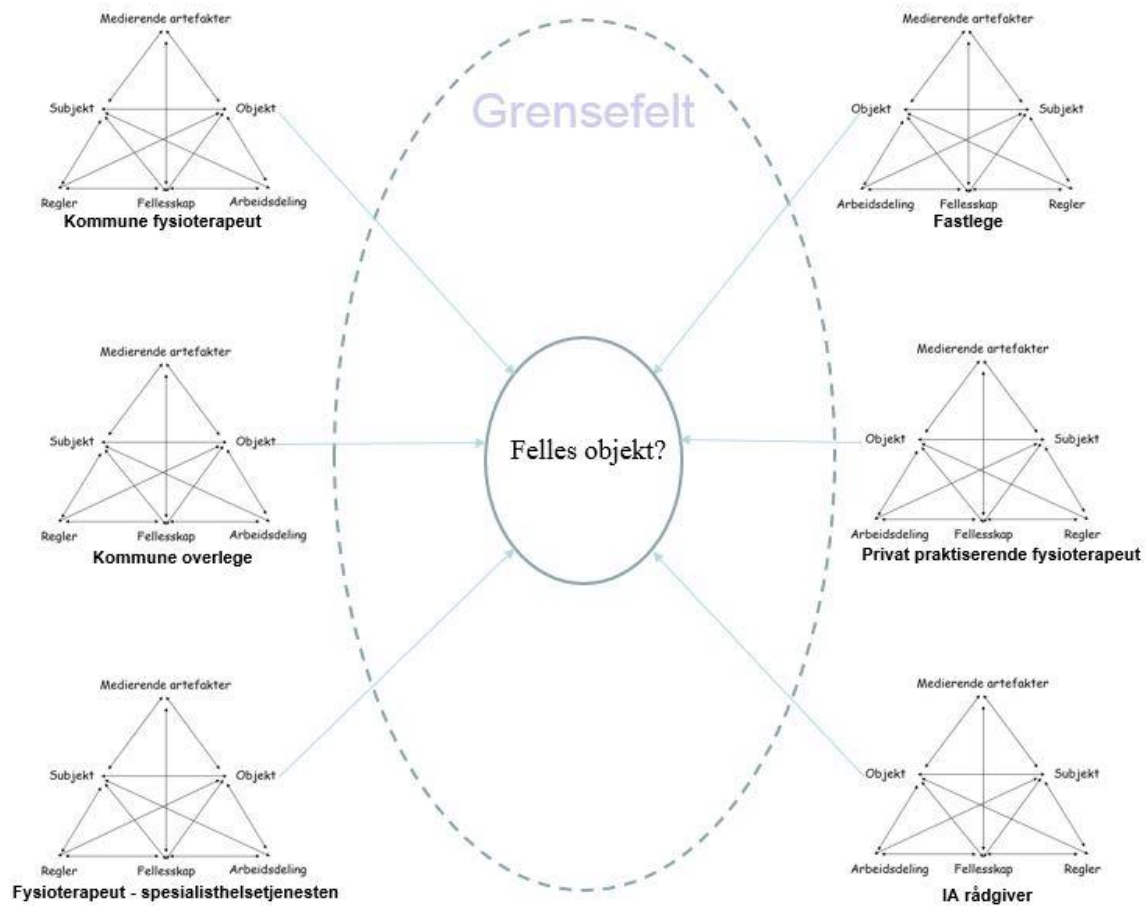 Medierende artefakter
Subjekt
Objekt
Regler
Fellesskap
Arbeidsdeling
Kommune fysioterapeut
Grensefelt
Medierende artefakter
Objekt
Subjekt
Arbeidsdeling
Fellesskap
Regler
Fastlege
Medierende artefakter
Subjekt
Objekt
Regler
Fellesskap
Arbeidsdeling
Kommune overlege
Felles objekt?
Medierende artefakter
Objekt
Subjekt
Arbeidsdeling
Fellesskap
Regler
Privat praktiserende fysioterapeut
Medierende artefakter
Subjekt
Objekt
Regler
Fellesskap
Arbeidsdeling
Fysioterapeut - spesialisthelsetjenesten
Medierende artefakter
Objekt
Subjekt
Arbeidsdeling
Fellesskap
Regler
IA rådgiver